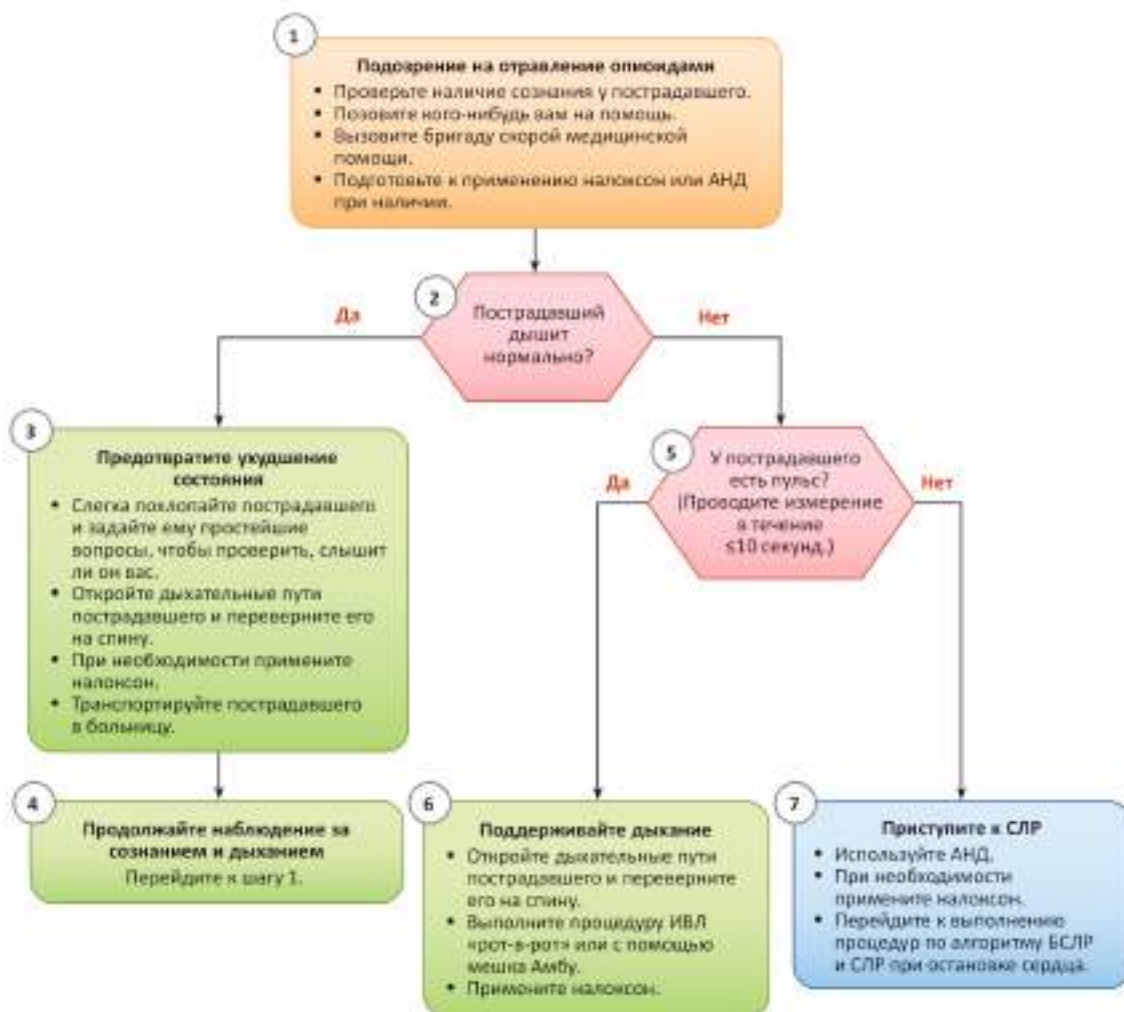 1
Подозрение на отравление опиоидами
• Проверьте наличие сознания у пострадавшего.
• Позовите кого-нибудь вам на помощь.
• Вызовите бригаду скорой медицинской
помощи.
• Подготовьте к применению налоксон или АНД
при наличии.
2
Пострадавший
дышит
нормально?
Да
Нет
3
Предотвратите ухудшение
состояния
• Слегка похлопайте пострадавшего
и задайте ему простейшие
вопросы, чтобы проверить, слышит
ли он вас.
• Откройте дыхательные пути
пострадавшего и переверните его
на спину.
• При необходимости примените
налоксон.
• Транспортируйте пострадавшего
в больницу.
4
Продолжайте наблюдение за
сознанием и дыханием
Перейдите к шагу 1.
5
У пострадавшего
есть пульс?
(Проводите измерение
в течение
≤10 секунд.)
Да
Нет
6
Поддерживайте дыхание
• Откройте дыхательные пути
пострадавшего и переверните
его на спину.
• Выполните процедуру ИВЛ
«рот-в-рот» или с помощью
мешка Амбу.
• Примените налоксон.
7
Приступите к СЛР
• Используйте АНД.
• При необходимости
примените налоксон.
• Перейдите к выполнению
процедур по алгоритму БСЛР
и СЛР при остановке сердца.